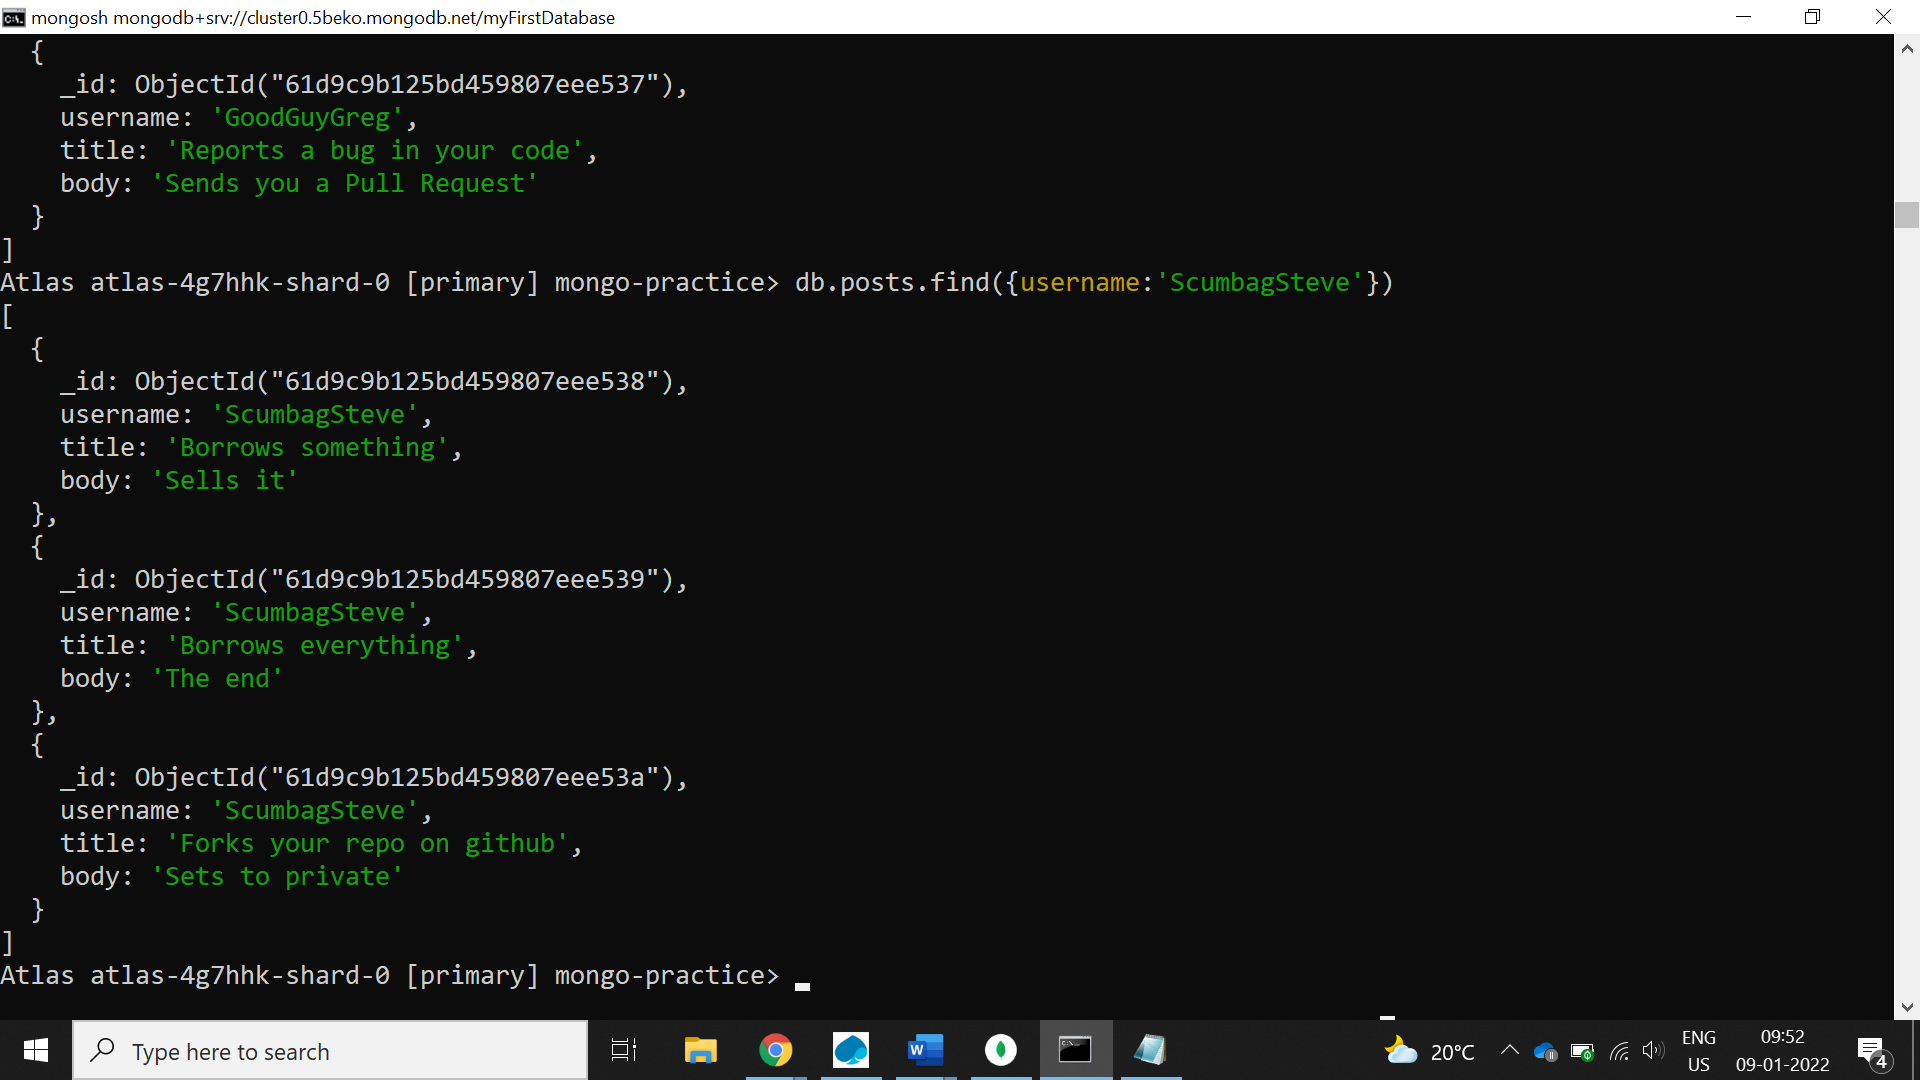 mongosh mongodb+srv://cluster0.5beko.mongodb.net/myFirstDatabase
  {
    _id: ObjectId("61d9c9b125bd459807eee537"),
    username: 'GoodGuyGreg',
    title: 'Reports a bug in your code',
    body: 'Sends you a Pull Request'
  }
]
Atlas atlas-4g7hhk-shard-0 [primary] mongo-practice> db.posts.find({username:'ScumbagSteve'})
[
  {
    _id: ObjectId("61d9c9b125bd459807eee538"),
    username: 'ScumbagSteve',
    title: 'Borrows something',
    body: 'Sells it'
  },
  {
    _id: ObjectId("61d9c9b125bd459807eee539"),
    username: 'ScumbagSteve',
    title: 'Borrows everything',
    body: 'The end'
  },
  {
    _id: ObjectId("61d9c9b125bd459807eee53a"),
    username: 'ScumbagSteve',
    title: 'Forks your repo on github',
    body: 'Sets to private'
  }
]
Atlas atlas-4g7hhk-shard-0 [primary] mongo-practice>
Type here to search
20°C
ENG
US
09:52
09-01-2022
4